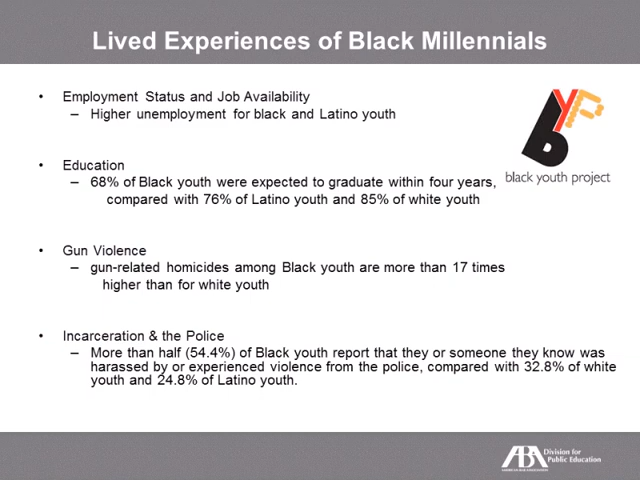 Lived Experiences of Black Millennials
• Employment Status and Job Availability
– Higher unemployment for black and Latino youth
• Education
– 68% of Black youth were expected to graduate within four years,
compared with 76% of Latino youth and 85% of white youth
• Gun Violence
– gun-related homicides among Black youth are more than 17 times
higher than for white youth
• Incarceration & the Police
– More than half (54.4%) of Black youth report that they or someone they know was
harassed by or experienced violence from the police, compared with 32.8% of white
youth and 24.8% of Latino youth.
byp
black youth project
ABA
AMERICAN BAR ASSOCIATION
Division for
Public Education